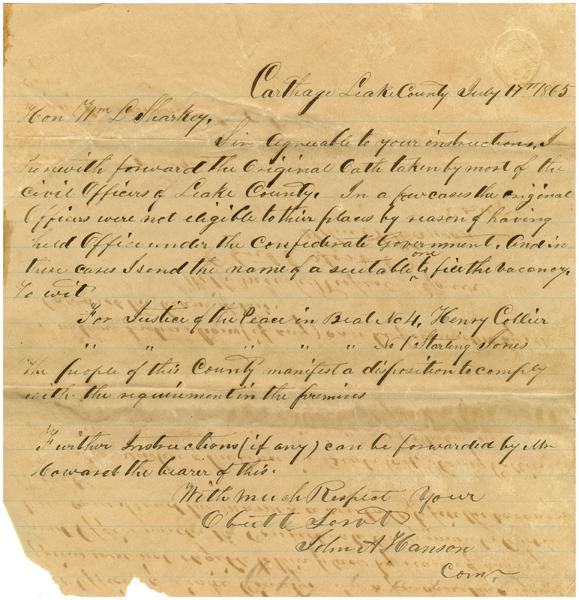 Carthage Leake County July 17th 1865
Hon Wm L Sharkey,
Sir Agreeable to your instructions, I
herewith forward the Original Oath taken by most of the
Civil Officers of Leake County. In a few cases the original
Officers were not eligible to their places by reason of having
held Office under the Confederate Government, And in
these cases I send the name of a suitable one to fill the vacancy.
To wit
For Justice of the Peace in Beat No 4, Henry Collier
" " " " " No 1 Starling Jones
The people of this County manifest a disposition to comply
with the requirement in the premises
Further Instructions (if any) can be forwarded by Mr
the bearer of this.
With much Respect Your
Obedt Servt
John A Hanson
Comr